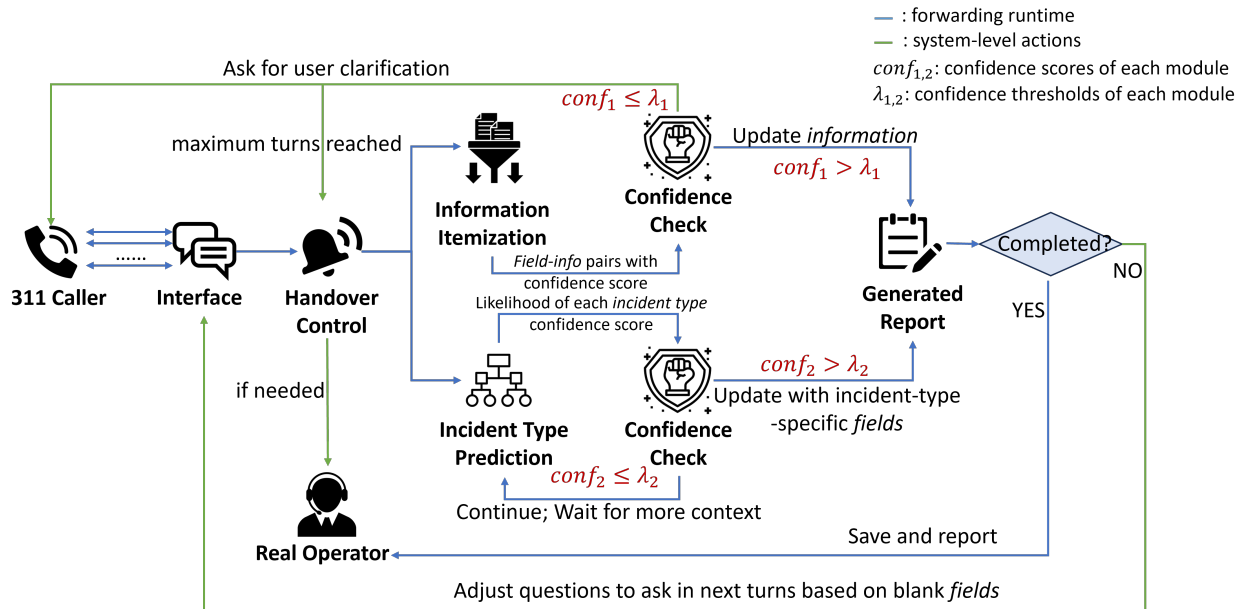 — : forwarding runtime
— : system-level actions
conf₁,₂: confidence scores of each module
λ₁,₂: confidence thresholds of each module
Ask for user clarification
conf₁ ≤ λ₁
maximum turns reached
Update information
conf₁ > λ₁
Information
Itemization
Confidence
Check
......
311 Caller
Interface
Handover
Control
Field-info pairs with
confidence score
Likelihood of each incident type
confidence score
Generated
Report
Completed?
NO
YES
if needed
conf₂ > λ₂
Update with incident-type
-specific fields
Incident Type
Prediction
Confidence
Check
conf₂ ≤ λ₂
Continue; Wait for more context
Real Operator
Save and report
Adjust questions to ask in next turns based on blank fields